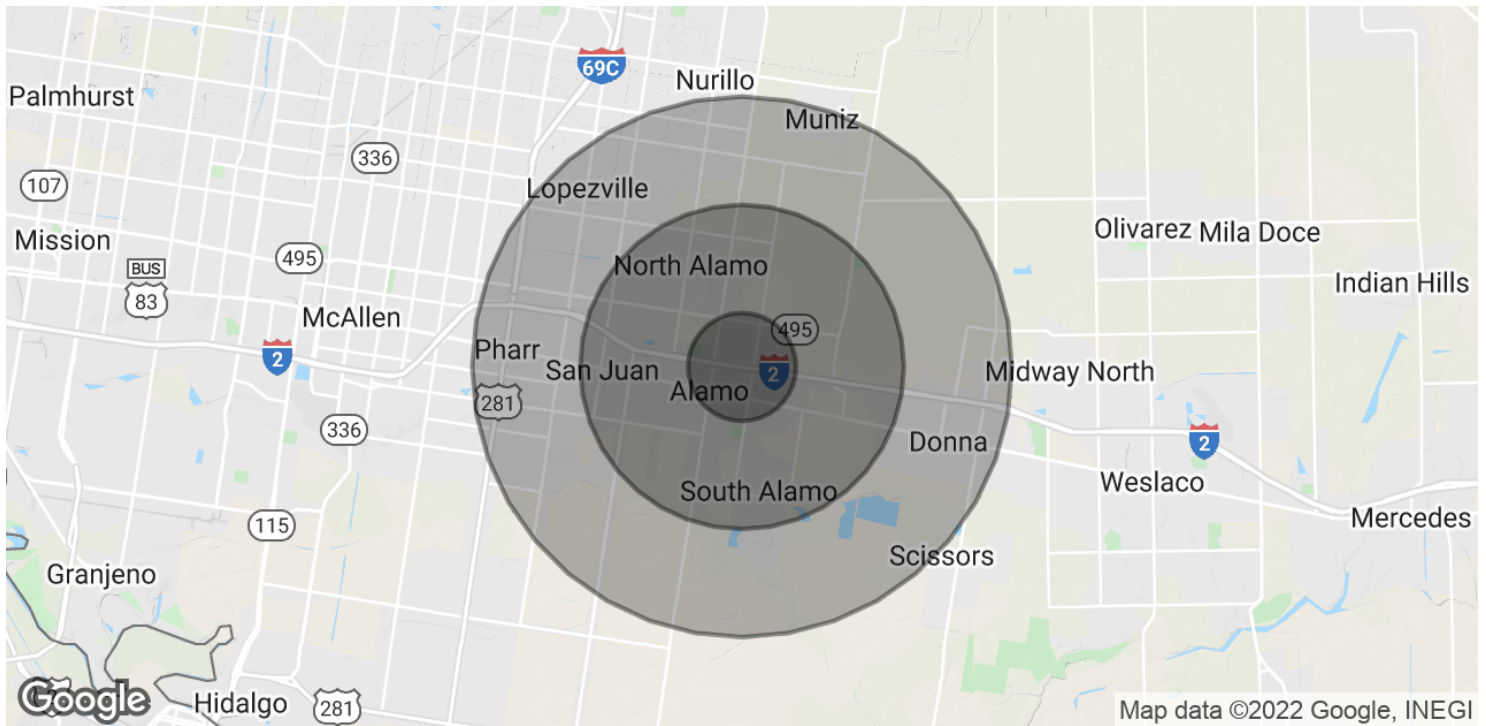 69C
Nurillo
Palmhurst
Muniz
336
107
Lopezville
Olivarez
Mila Doce
Mission
495
BUS
83
North Alamo
Indian Hills
McAllen
495
2
Pharr
San Juan
2
Midway North
Alamo
281
336
Donna
2
South Alamo
Weslaco
115
Mercedes
Scissors
Granjeno
Google
Hidalgo
281
Map data ©2022 Google, INEGI